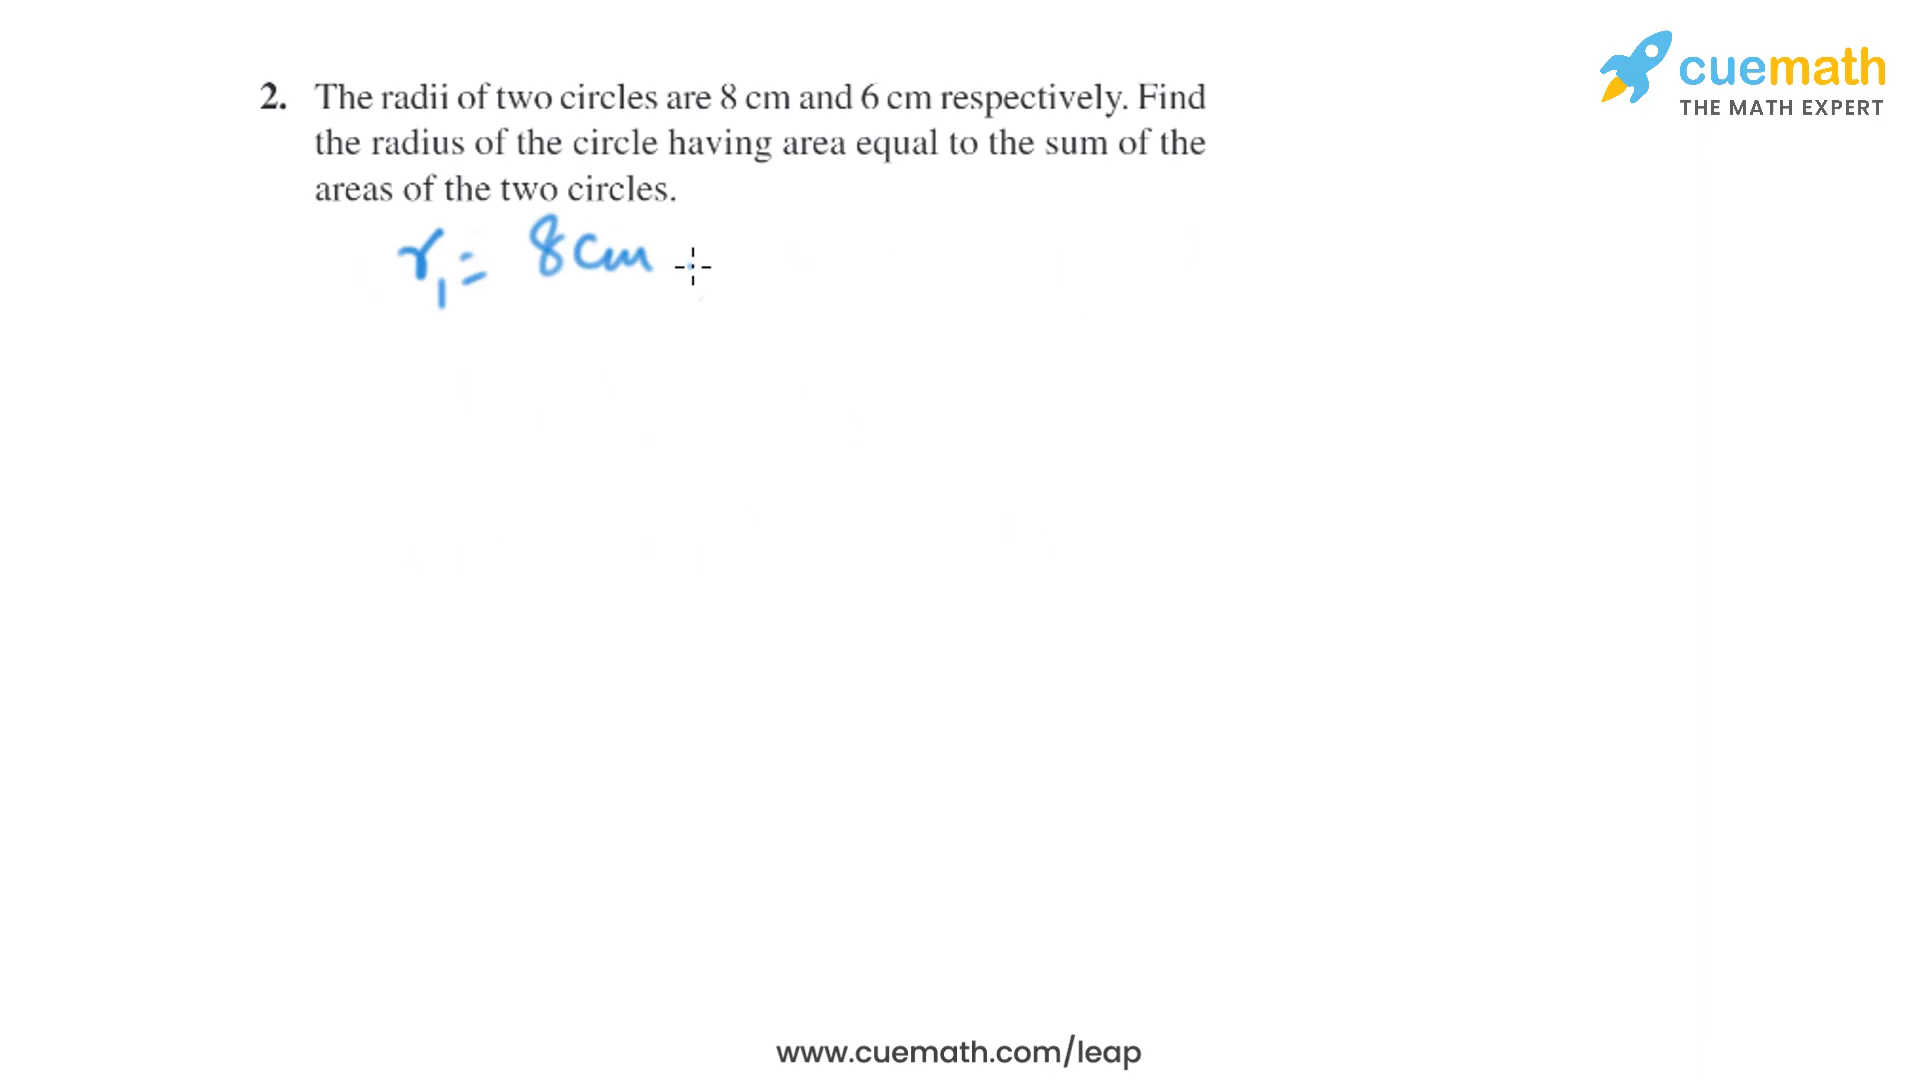 cuemath
THE MATH EXPERT
2. The radii of two circles are 8 cm and 6 cm respectively. Find
the radius of the circle having area equal to the sum of the
areas of the two circles.
r₁ = 8 cm
www.cuemath.com/leap